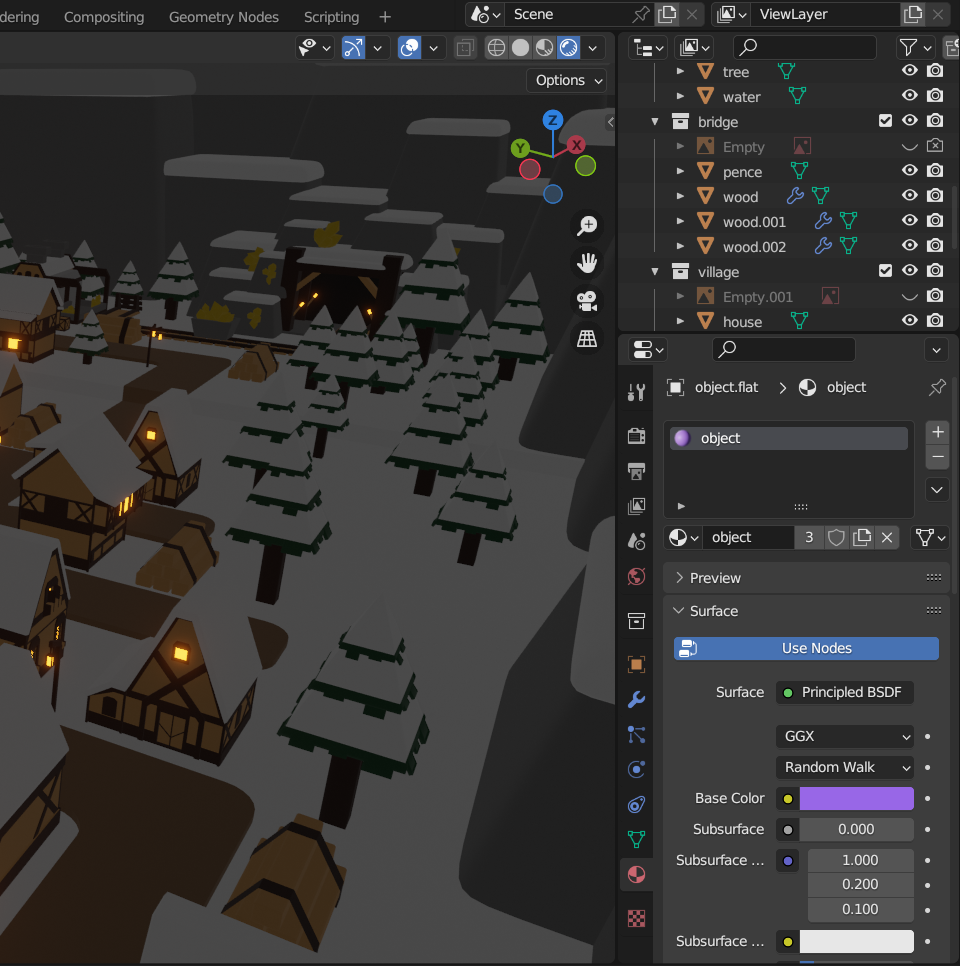 dering Compositing Geometry Nodes Scripting + Scene ViewLayer
Options
Z
Y X
tree
water
bridge
Empty
pence
wood
wood.001
wood.002
village
Empty.001
house
object.flat > object
object
object 3
Preview
Surface
Use Nodes
Surface Principled BSDF
GGX
Random Walk
Base Color
Subsurface 0.000
Subsurface ... 1.000
0.200
0.100
Subsurface ...